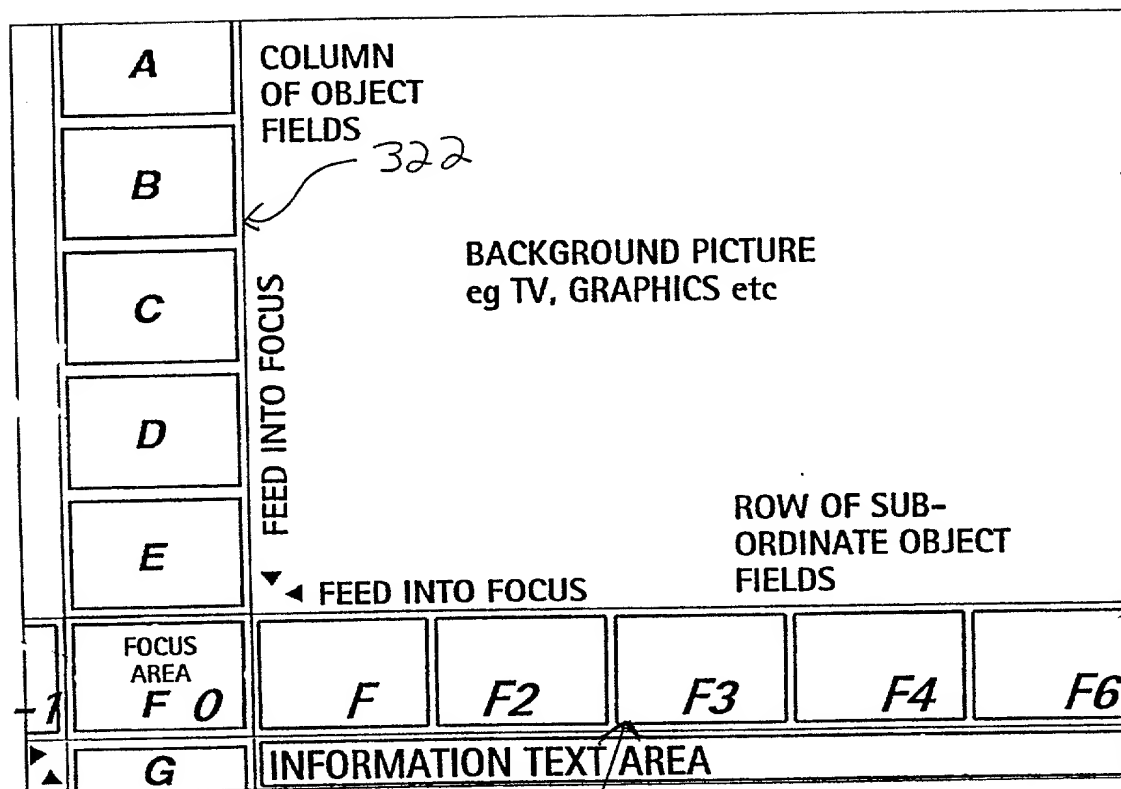 A
COLUMN
OF OBJECT
FIELDS
322
B
BACKGROUND PICTURE
eg TV, GRAPHICS etc
C
FEED INTO FOCUS
D
ROW OF SUB-
ORDINATE OBJECT
FIELDS
E
FEED INTO FOCUS
-1
FOCUS
AREA
F 0
F
F2
F3
F4
F6
G
INFORMATION TEXT AREA